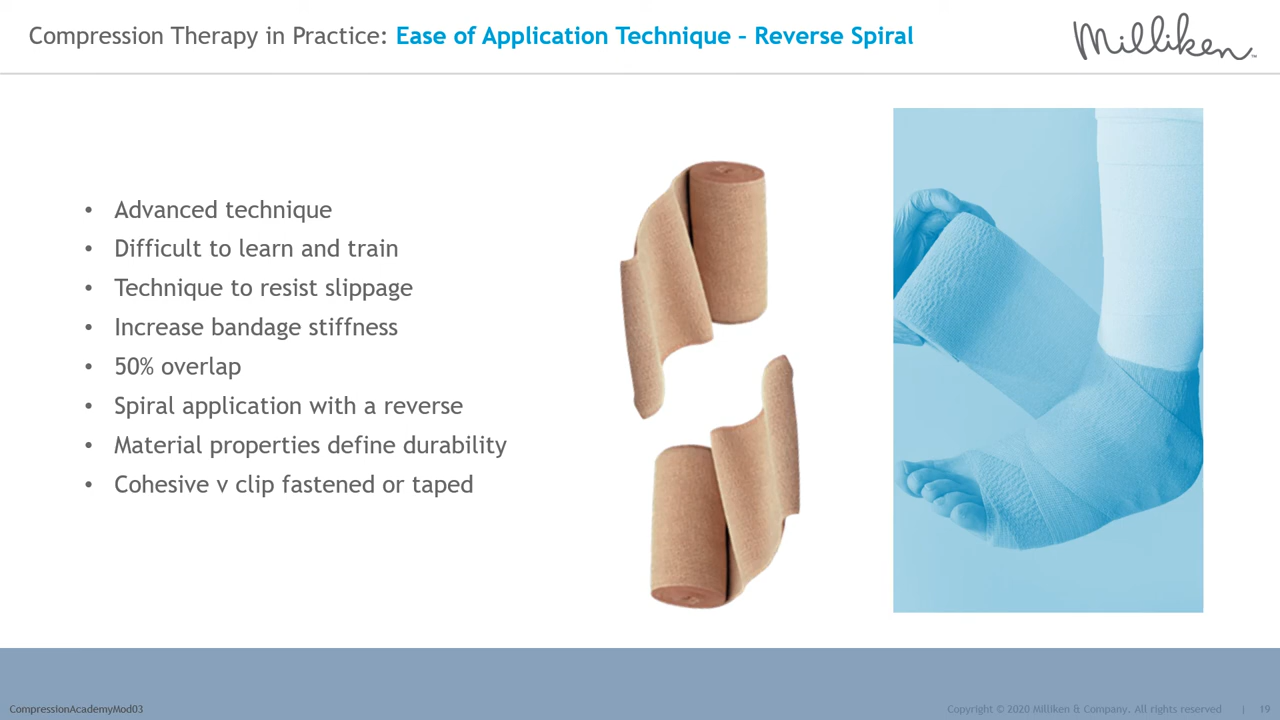 Compression Therapy in Practice: Ease of Application Technique – Reverse Spiral
Milliken™
• Advanced technique
• Difficult to learn and train
• Technique to resist slippage
• Increase bandage stiffness
• 50% overlap
• Spiral application with a reverse
• Material properties define durability
• Cohesive v clip fastened or taped
CompressionAcademyMod03
Copyright © 2020 Milliken & Company. All rights reserved | 19